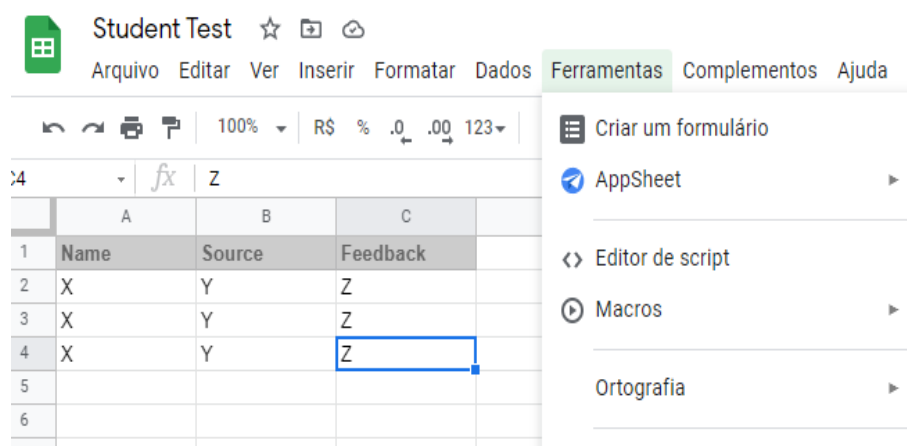 Student Test
Arquivo Editar Ver Inserir Formatar Dados Ferramentas Complementos Ajuda
100% R$ % .0 .00 123
:4 fx Z
A B C
1 Name Source Feedback
2 X Y Z
3 X Y Z
4 X Y Z
5
6
Criar um formulário
AppSheet
Editor de script
Macros
Ortografia